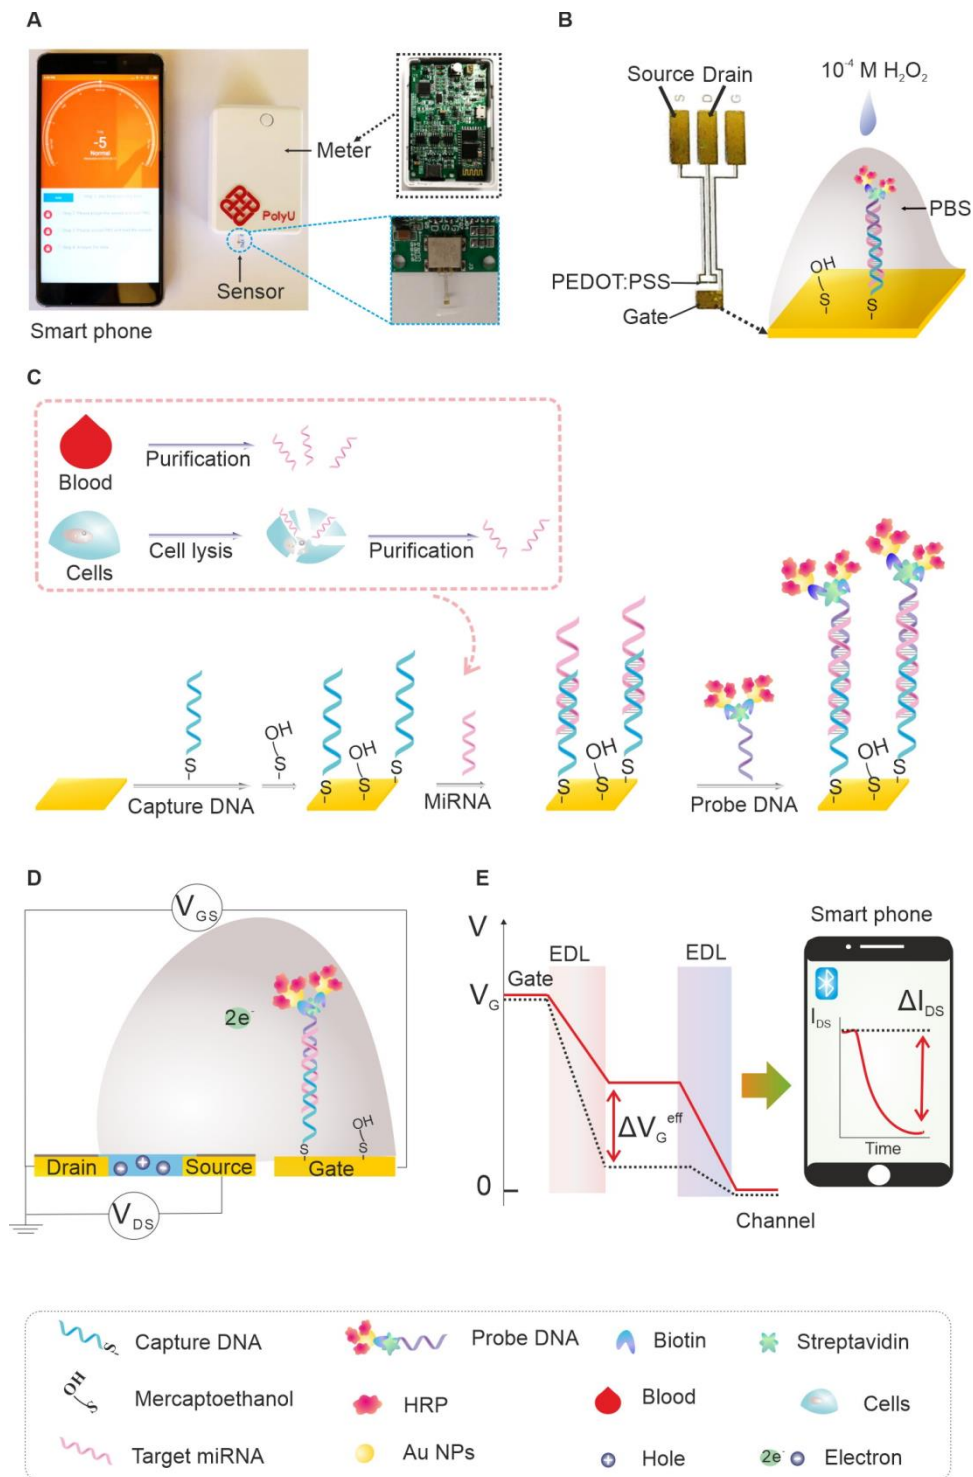 A
-5
Normal
PolyU
Meter
Sensor
Smart phone
B
Source Drain
S D G
10⁻⁴ M H₂O₂
PBS
OH
S
PEDOT:PSS
Gate
S
C
Blood
Purification
Cells
Cell lysis
Purification
S
Capture DNA
OH
S
OH
S
S
S
MiRNA
OH
S
S
S
Probe DNA
OH
S
S
S
D
V_GS
2e⁻
OH
S
S
Drain
Source
Gate
V_DS
E
V
EDL
EDL
Gate
V_G
ΔV_G^eff
0
Channel
Smart phone
I_DS
ΔI_DS
Time
S
Capture DNA
Probe DNA
Biotin
Streptavidin
OH
S
Mercaptoethanol
HRP
Blood
Cells
Target miRNA
Au NPs
Hole
2e⁻
Electron